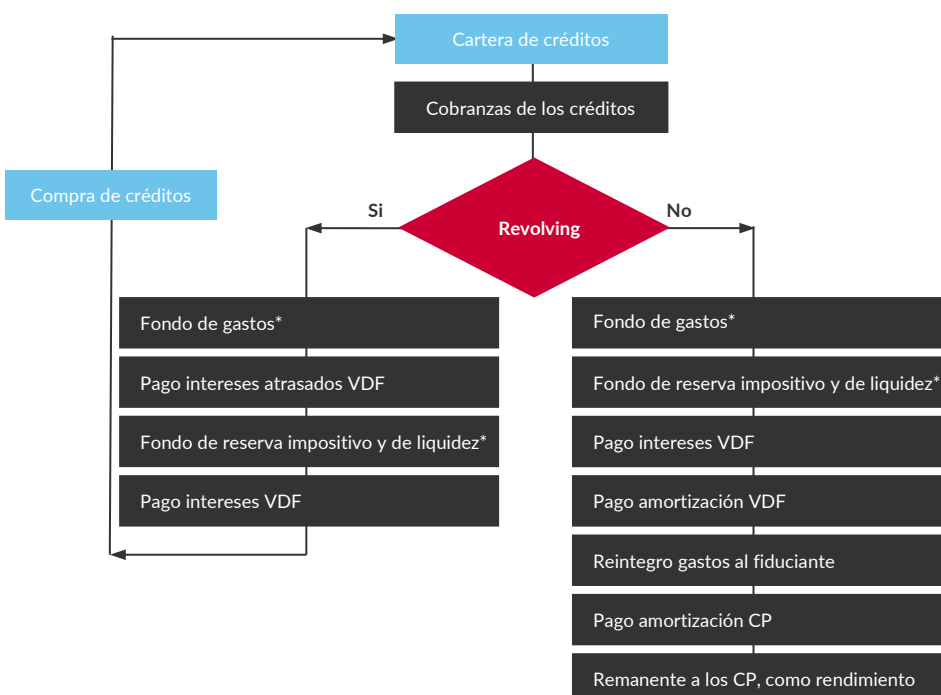 Cartera de créditos
Cobranzas de los créditos
Compra de créditos
Si
No
Revolving
Fondo de gastos*
Pago intereses atrasados VDF
Fondo de reserva impositivo y de liquidez*
Pago intereses VDF
Fondo de gastos*
Fondo de reserva impositivo y de liquidez*
Pago intereses VDF
Pago amortización VDF
Reintegro gastos al fiduciante
Pago amortización CP
Remanente a los CP, como rendimiento